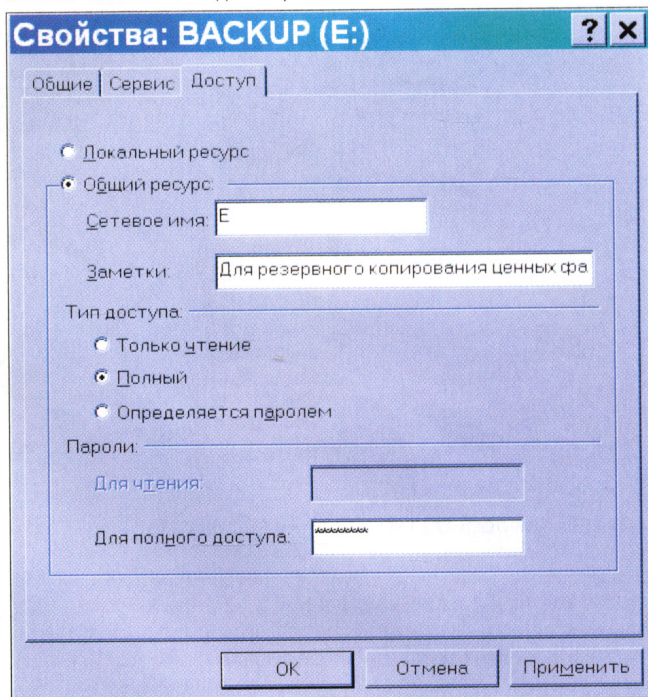 Свойства: BACKUP (E:)
? ×
Общие Сервис Доступ
Локальный ресурс
Общий ресурс:
Сетевое имя: E
Заметки: Для резервного копирования ценных фа
Тип доступа:
Только чтение
Полный
Определяется паролем
Пароли:
Для чтения:
Для полного доступа: ********
OK Отмена Применить